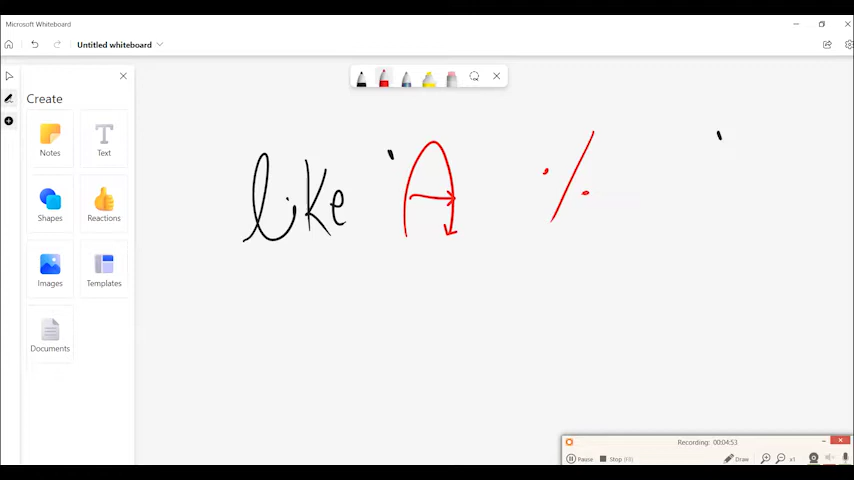 Microsoft Whiteboard
Untitled whiteboard
Create
Notes
Text
Shapes
Reactions
Images
Templates
Documents
like 'A % '
Recording: 00:04:53
Pause
Stop (F8)
Draw
x1